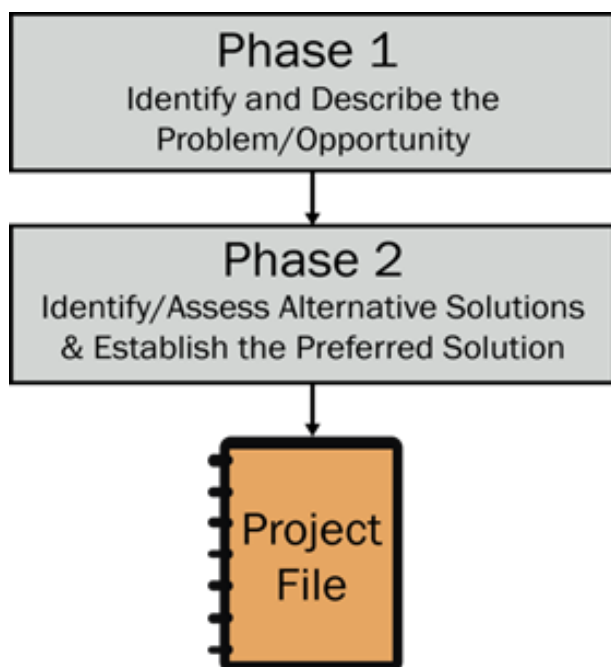 Phase 1
Identify and Describe the
Problem/Opportunity
Phase 2
Identify/Assess Alternative Solutions
& Establish the Preferred Solution
Project
File